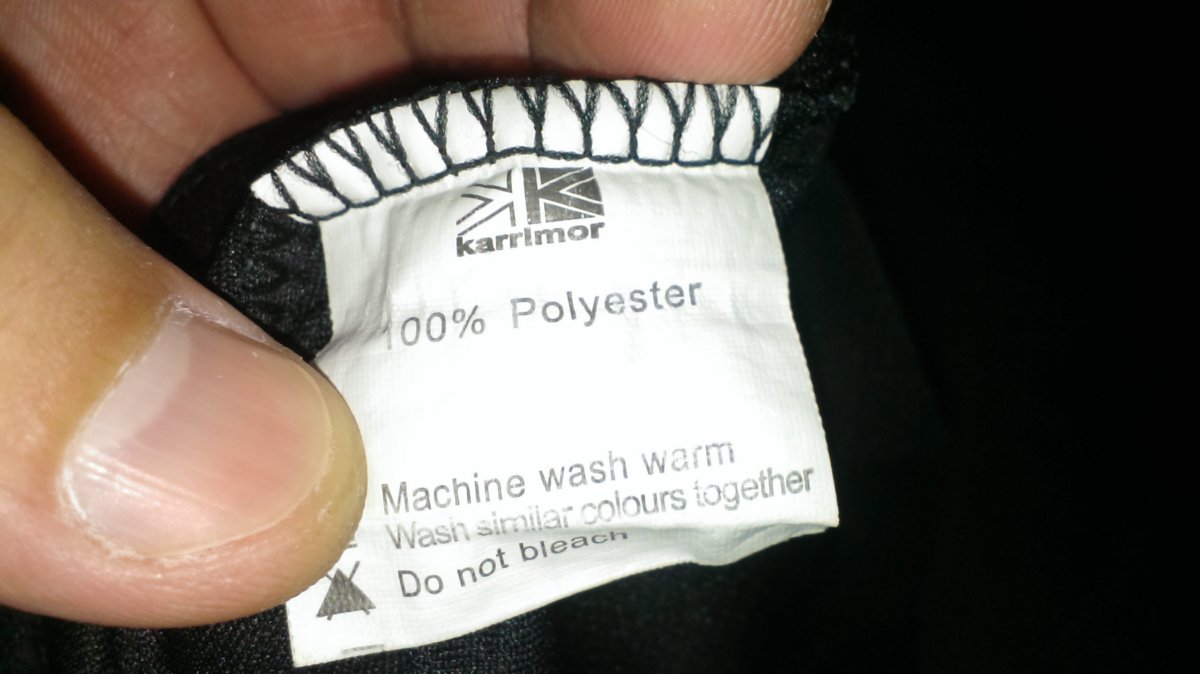 karrimor
100% Polyester
Machine wash warm
Wash similar colours together
Do not bleach